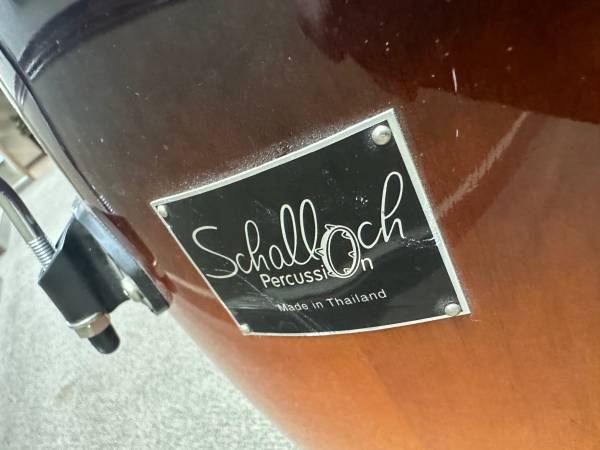 Schalloch
Percussion
Made in Thailand